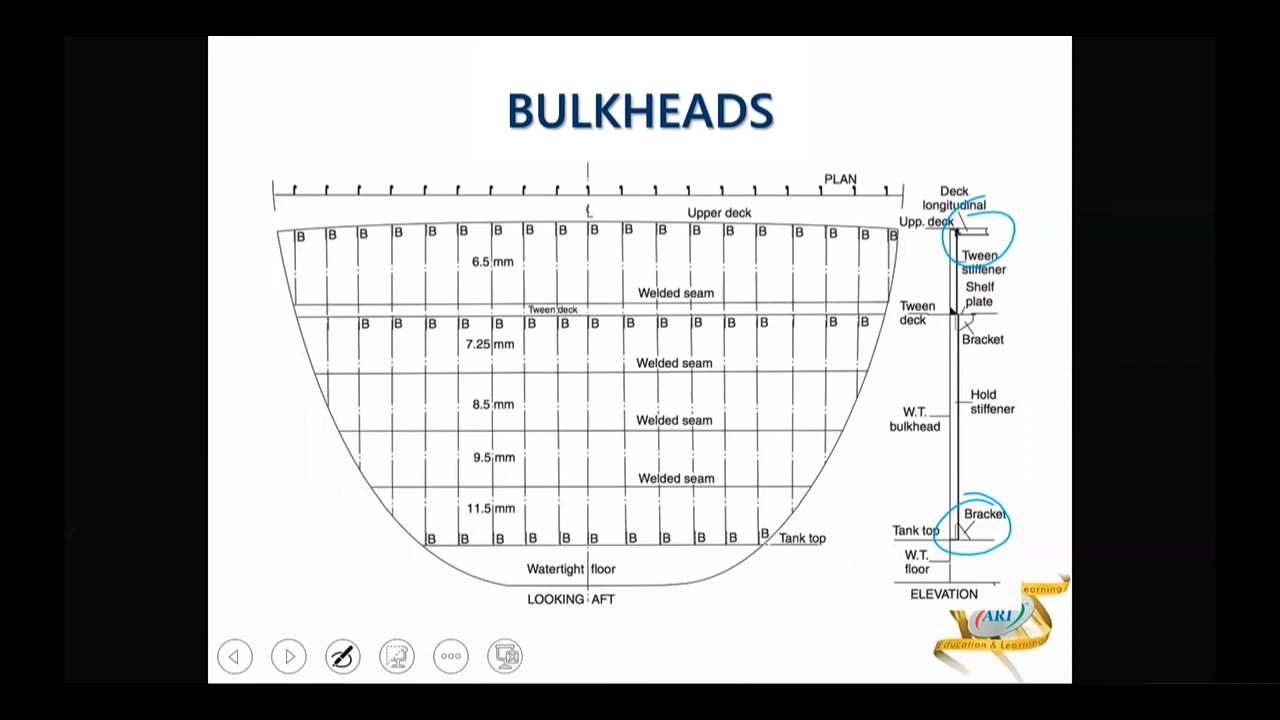 BULKHEADS
PLAN
Upper deck
B B B B B B B B B B B B B B B B B B B
6.5 mm
Welded seam
Tween deck
B B B B B B B B B B B B B B B
7.25 mm
Welded seam
8.5 mm
Welded seam
9.5 mm
Welded seam
11.5 mm
B B B B B B B B B B B
Tank top
Watertight floor
LOOKING AFT
Deck
longitudinal
Upp. deck
Tween
stiffener
Shelf
plate
Tween
deck
Bracket
Hold
stiffener
W.T.
bulkhead
Bracket
Tank top
W.T.
floor
ELEVATION
earning
ARI
Education & Learning